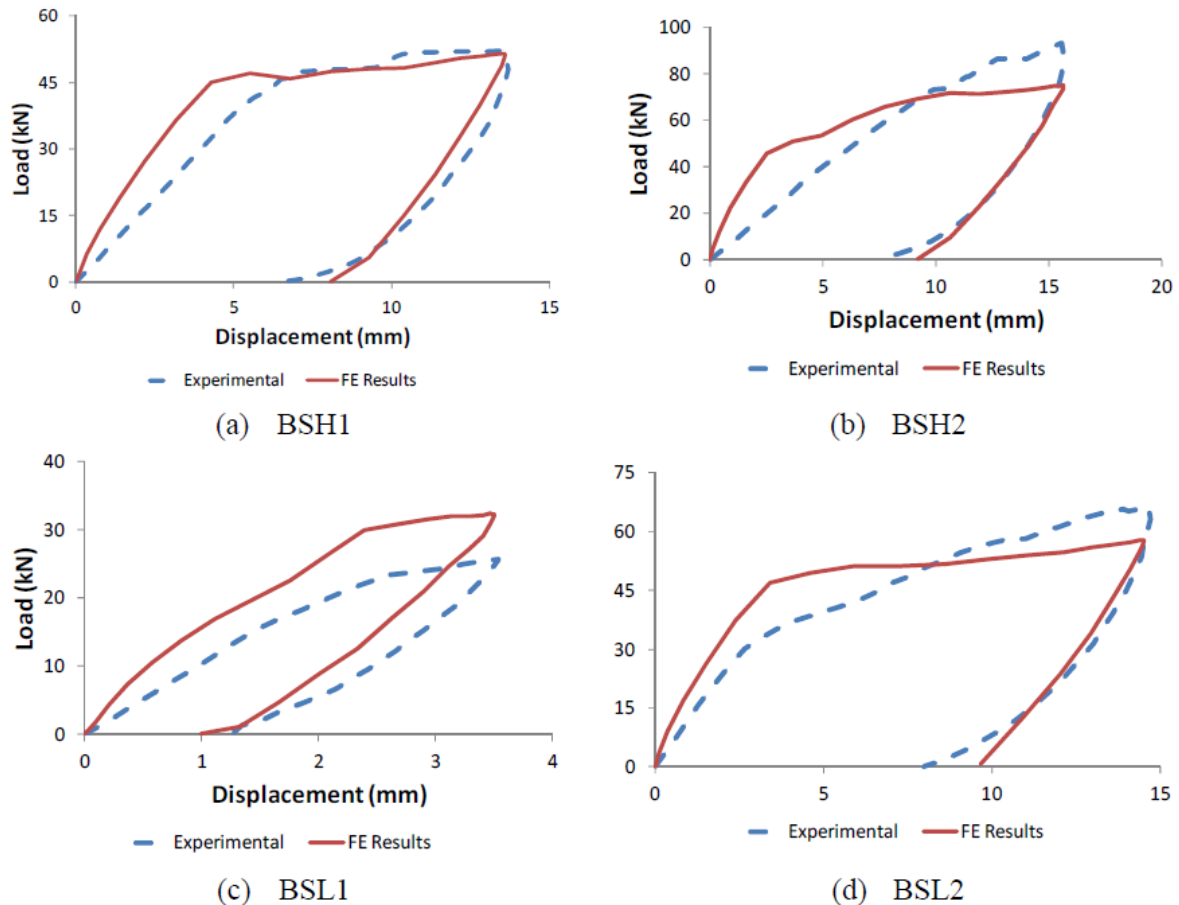 60
45
30
15
0
Load (kN)
0 5 10 15
Displacement (mm)
Experimental FE Results
(a) BSH1
100
80
60
40
20
0
Load (kN)
0 5 10 15 20
Displacement (mm)
Experimental FE Results
(b) BSH2
40
30
20
10
0
Load (kN)
0 1 2 3 4
Displacement (mm)
Experimental FE Results
(c) BSL1
75
60
45
30
15
0
0 5 10 15
Experimental FE Results
(d) BSL2